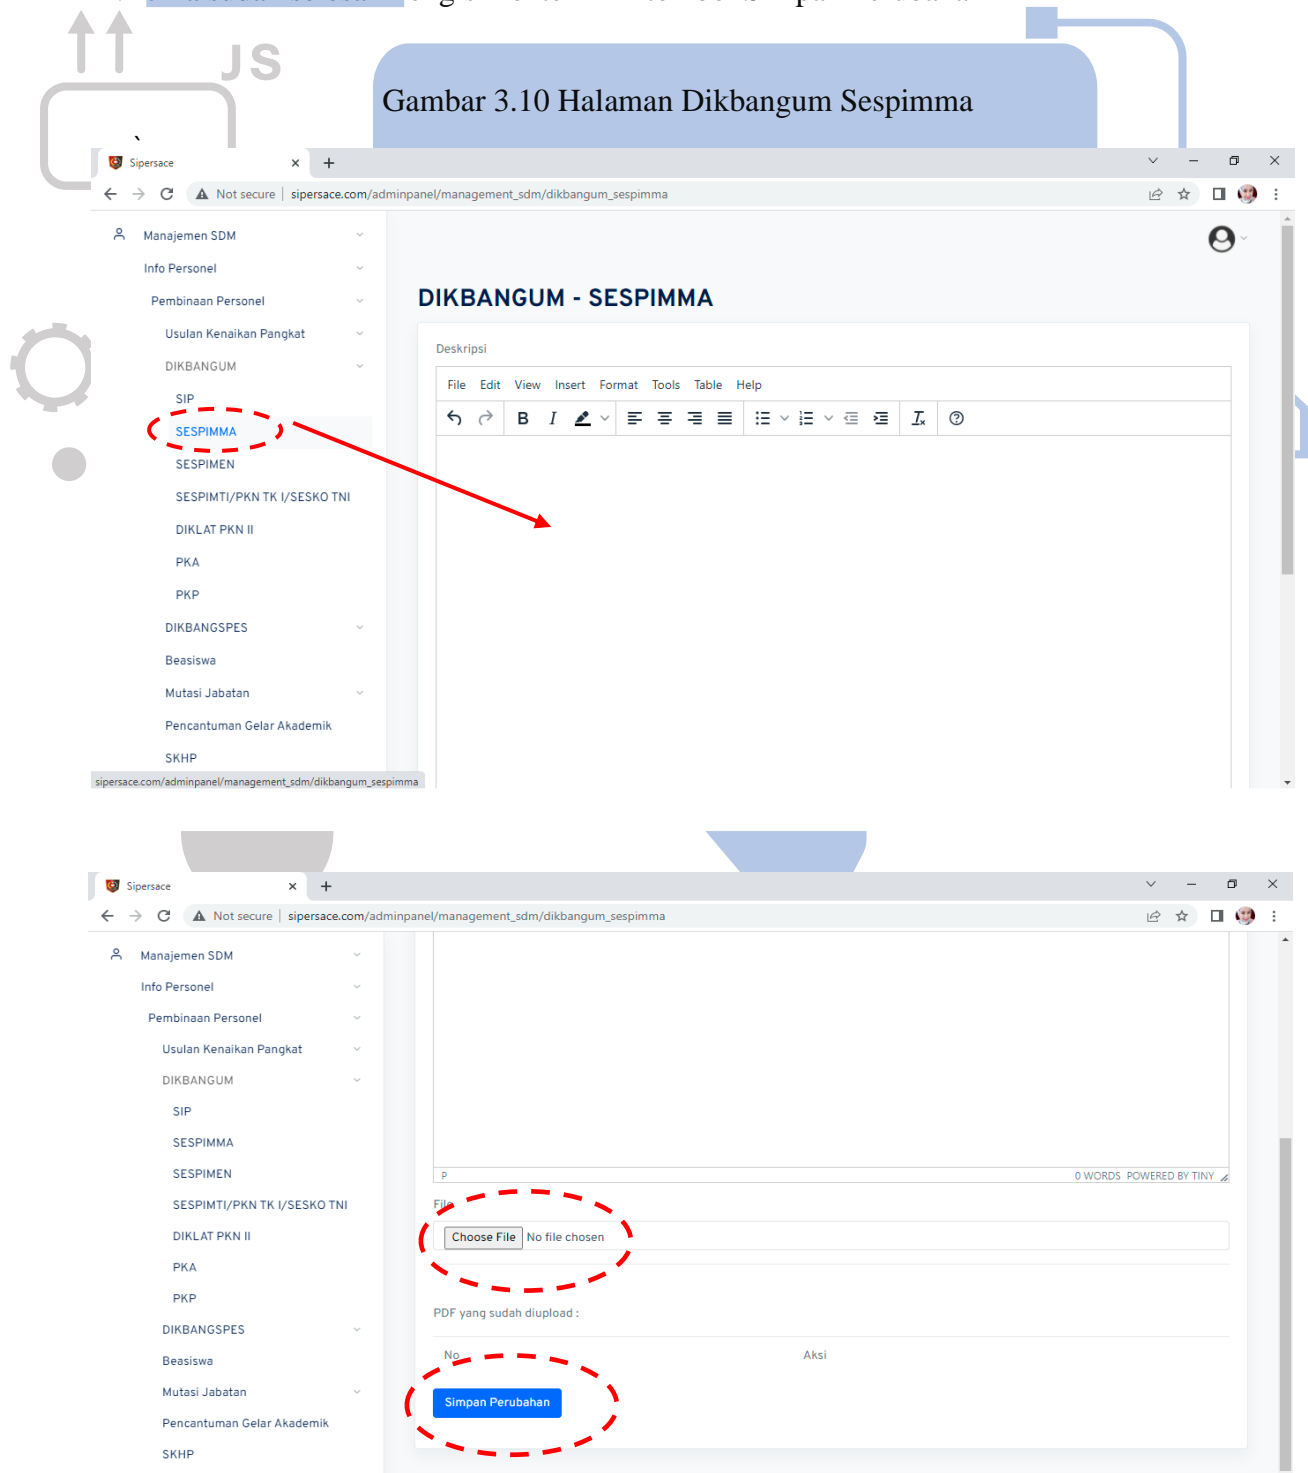 JS
Gambar 3.10 Halaman Dikbangum Sespimma
`
Sipersace
Not secure | sipersace.com/adminpanel/management_sdm/dikbangum_sespimma
Manajemen SDM
Info Personel
Pembinaan Personel
Usulan Kenaikan Pangkat
DIKBANGUM
SIP
SESPIMMA
SESPIMEN
SESPIMTI/PKN TK I/SESKO TNI
DIKLAT PKN II
PKA
PKP
DIKBANGSPES
Beasiswa
Mutasi Jabatan
Pencantuman Gelar Akademik
SKHP
sipersace.com/adminpanel/management_sdm/dikbangum_sespimma
DIKBANGUM - SESPIMMA
Deskripsi
File Edit View Insert Format Tools Table Help
B I
Sipersace
Not secure | sipersace.com/adminpanel/management_sdm/dikbangum_sespimma
Manajemen SDM
Info Personel
Pembinaan Personel
Usulan Kenaikan Pangkat
DIKBANGUM
SIP
SESPIMMA
SESPIMEN
SESPIMTI/PKN TK I/SESKO TNI
DIKLAT PKN II
PKA
PKP
DIKBANGSPES
Beasiswa
Mutasi Jabatan
Pencantuman Gelar Akademik
SKHP
P
0 WORDS POWERED BY TINY
File
Choose File No file chosen
PDF yang sudah diupload :
No Aksi
Simpan Perubahan